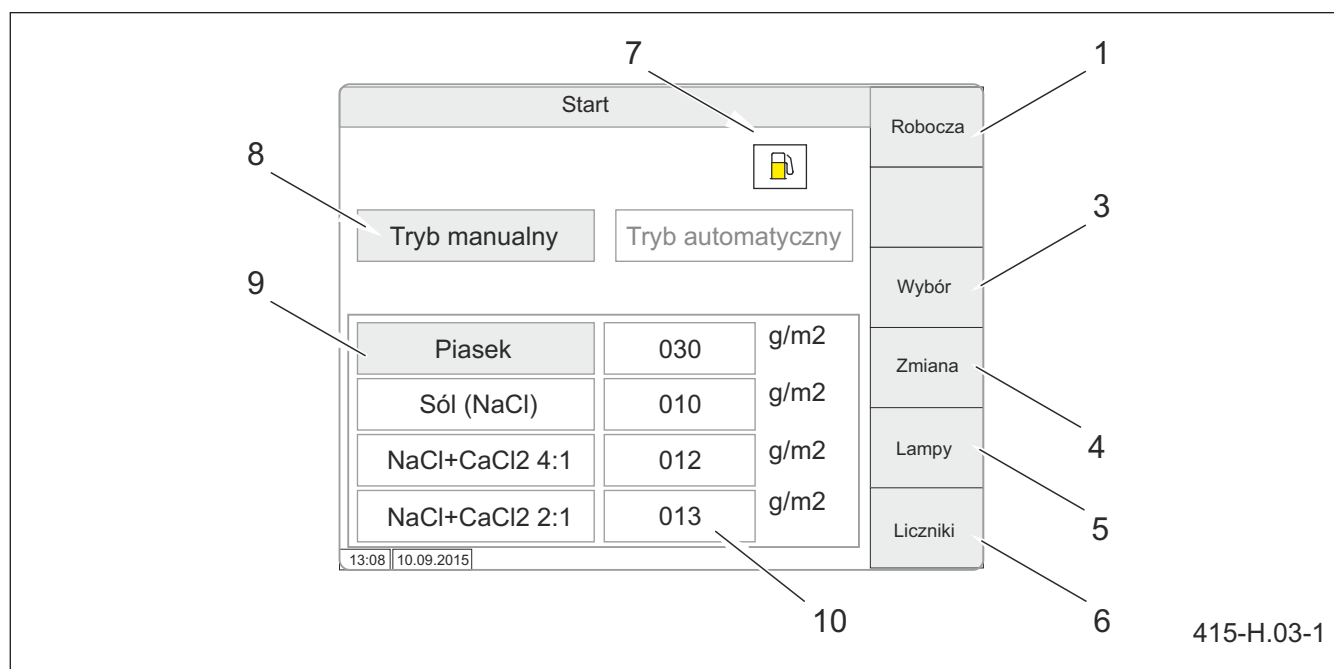 7
1
Start
Robocza
8
3
Tryb manualny
Tryb automatyczny
Wybór
9
Piasek
030
g/m2
Zmiana
Sól (NaCl)
010
g/m2
4
NaCl+CaCl2 4:1
012
g/m2
Lampy
5
NaCl+CaCl2 2:1
013
g/m2
Liczniki
13:08
10.09.2015
10
6
415-H.03-1